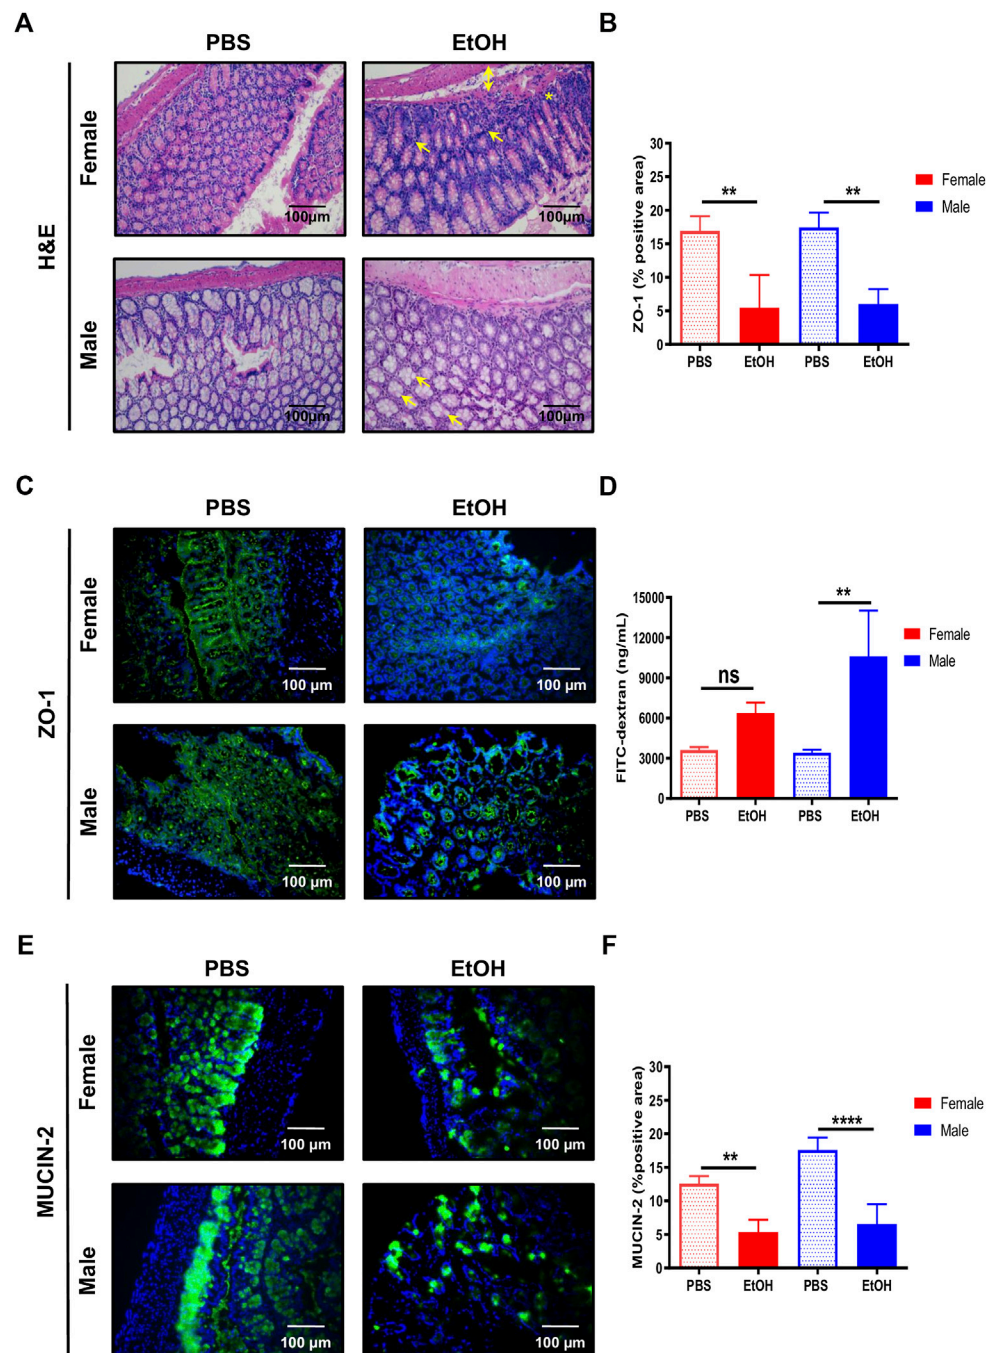 A
PBS
EtOH
H&E
Female
100µm
*
100µm
Male
100µm
100µm
B
ZO-1 (% positive area)
30
25
20
15
10
5
0
**
**
PBS
EtOH
PBS
EtOH
Female
Male
C
PBS
EtOH
ZO-1
Female
100 µm
100 µm
Male
100 µm
100 µm
D
FITC-dextran (ng/mL)
15000
12000
9000
6000
3000
0
ns
**
PBS
EtOH
PBS
EtOH
Female
Male
E
PBS
EtOH
MUCIN-2
Female
100 µm
100 µm
Male
100 µm
100 µm
F
MUCIN-2 (%positive area)
30
25
20
15
10
5
0
**
****
PBS
EtOH
PBS
EtOH
Female
Male